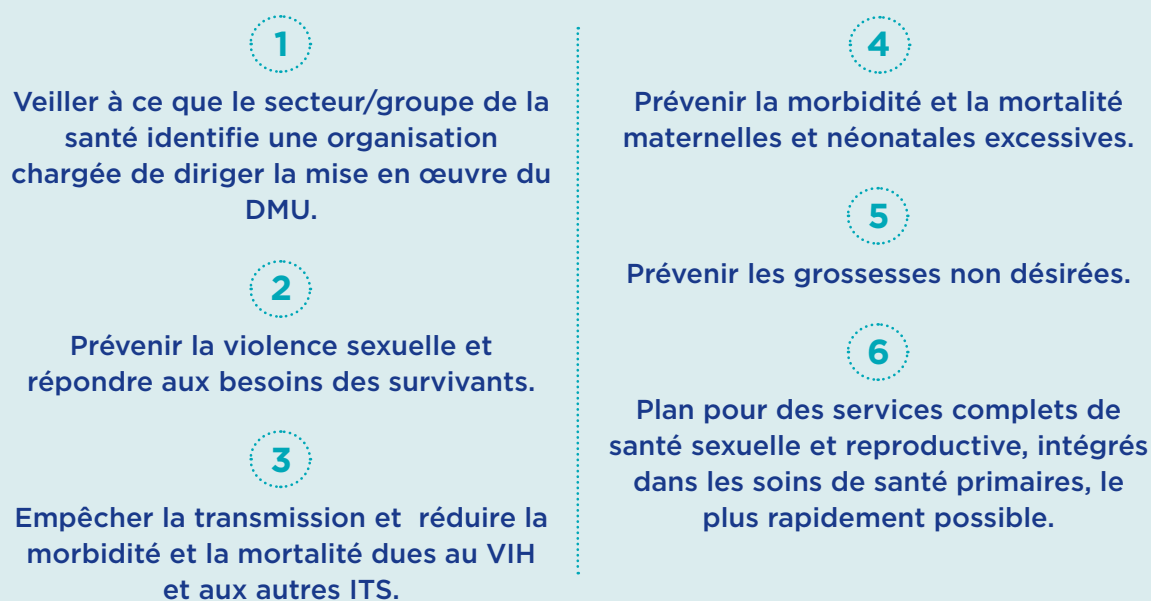 1
Veiller à ce que le secteur/groupe de la
santé identifie une organisation
chargée de diriger la mise en œuvre du
DMU.
2
Prévenir la violence sexuelle et
répondre aux besoins des survivants.
3
Empêcher la transmission et  réduire la
morbidité et la mortalité dues au VIH
et aux autres ITS.
4
Prévenir la morbidité et la mortalité
maternelles et néonatales excessives.
5
Prévenir les grossesses non désirées.
6
Plan pour des services complets de
santé sexuelle et reproductive, intégrés
dans les soins de santé primaires, le
plus rapidement possible.